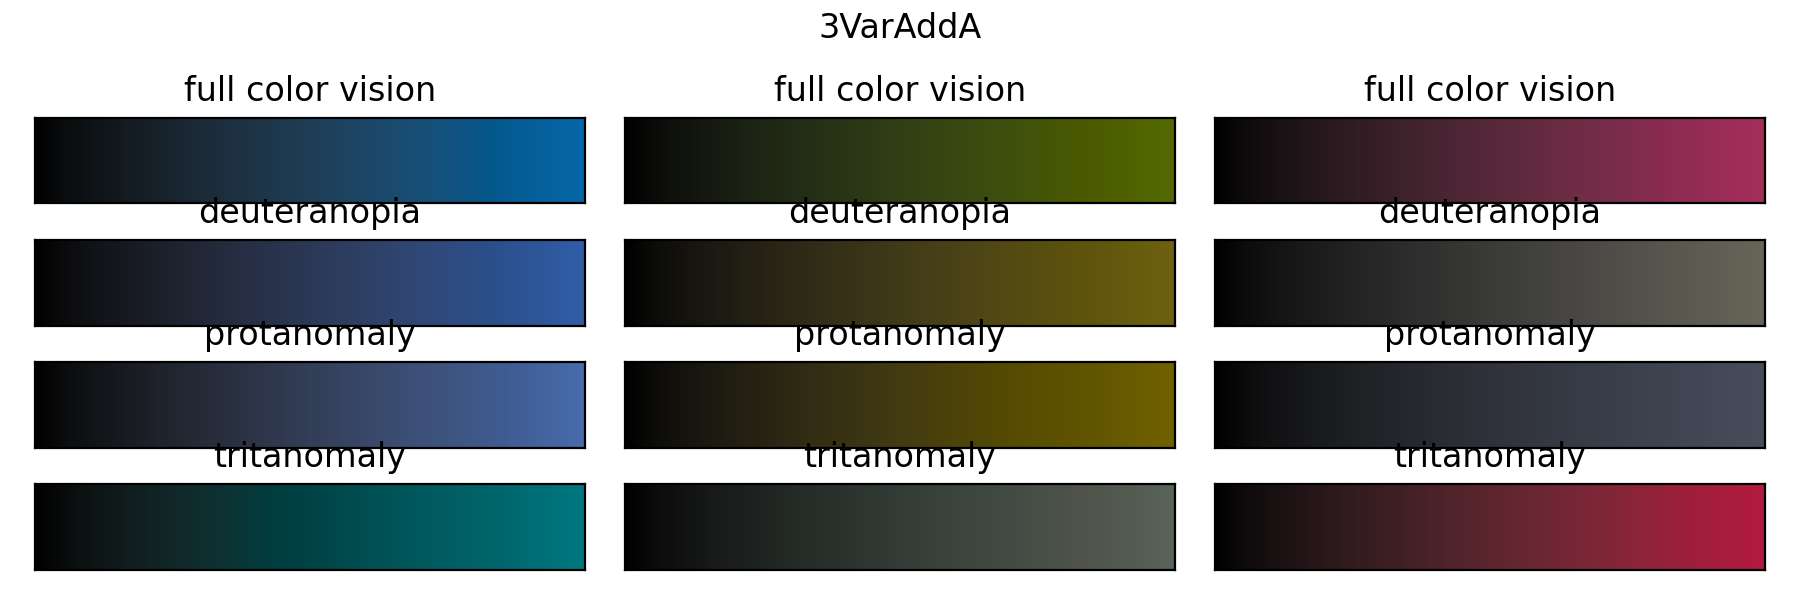 3VarAddA
full color vision full color vision full color vision
deuteranopia deuteranopia deuteranopia
protanomaly protanomaly protanomaly
tritanomaly tritanomaly tritanomaly